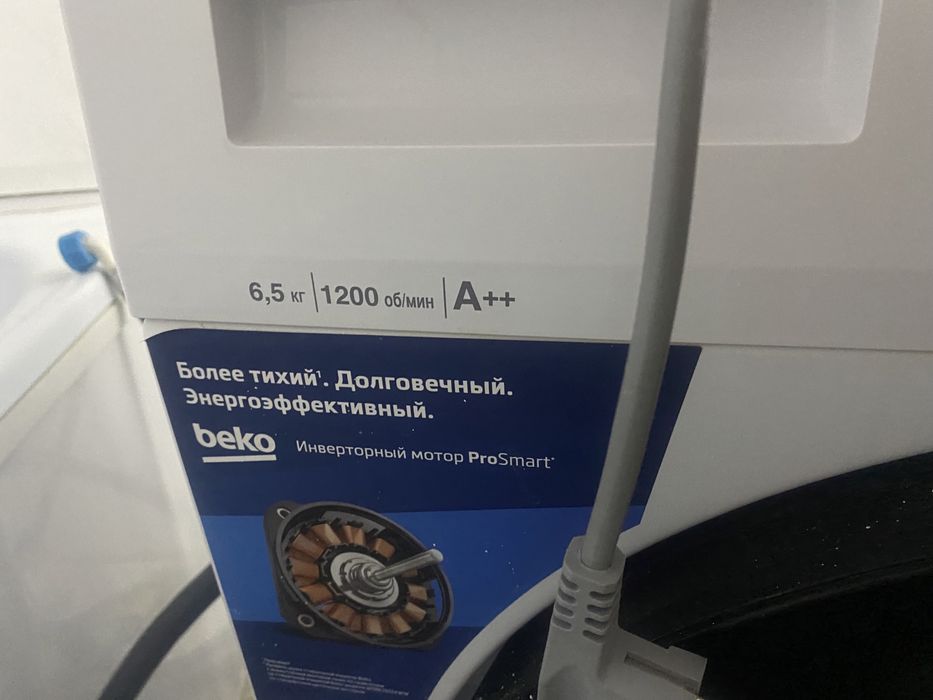 6,5 кг | 1200 об/мин | A++
Более тихий¹. Долговечный.
Энергоэффективный.
beko
Инверторный мотор ProSmart*